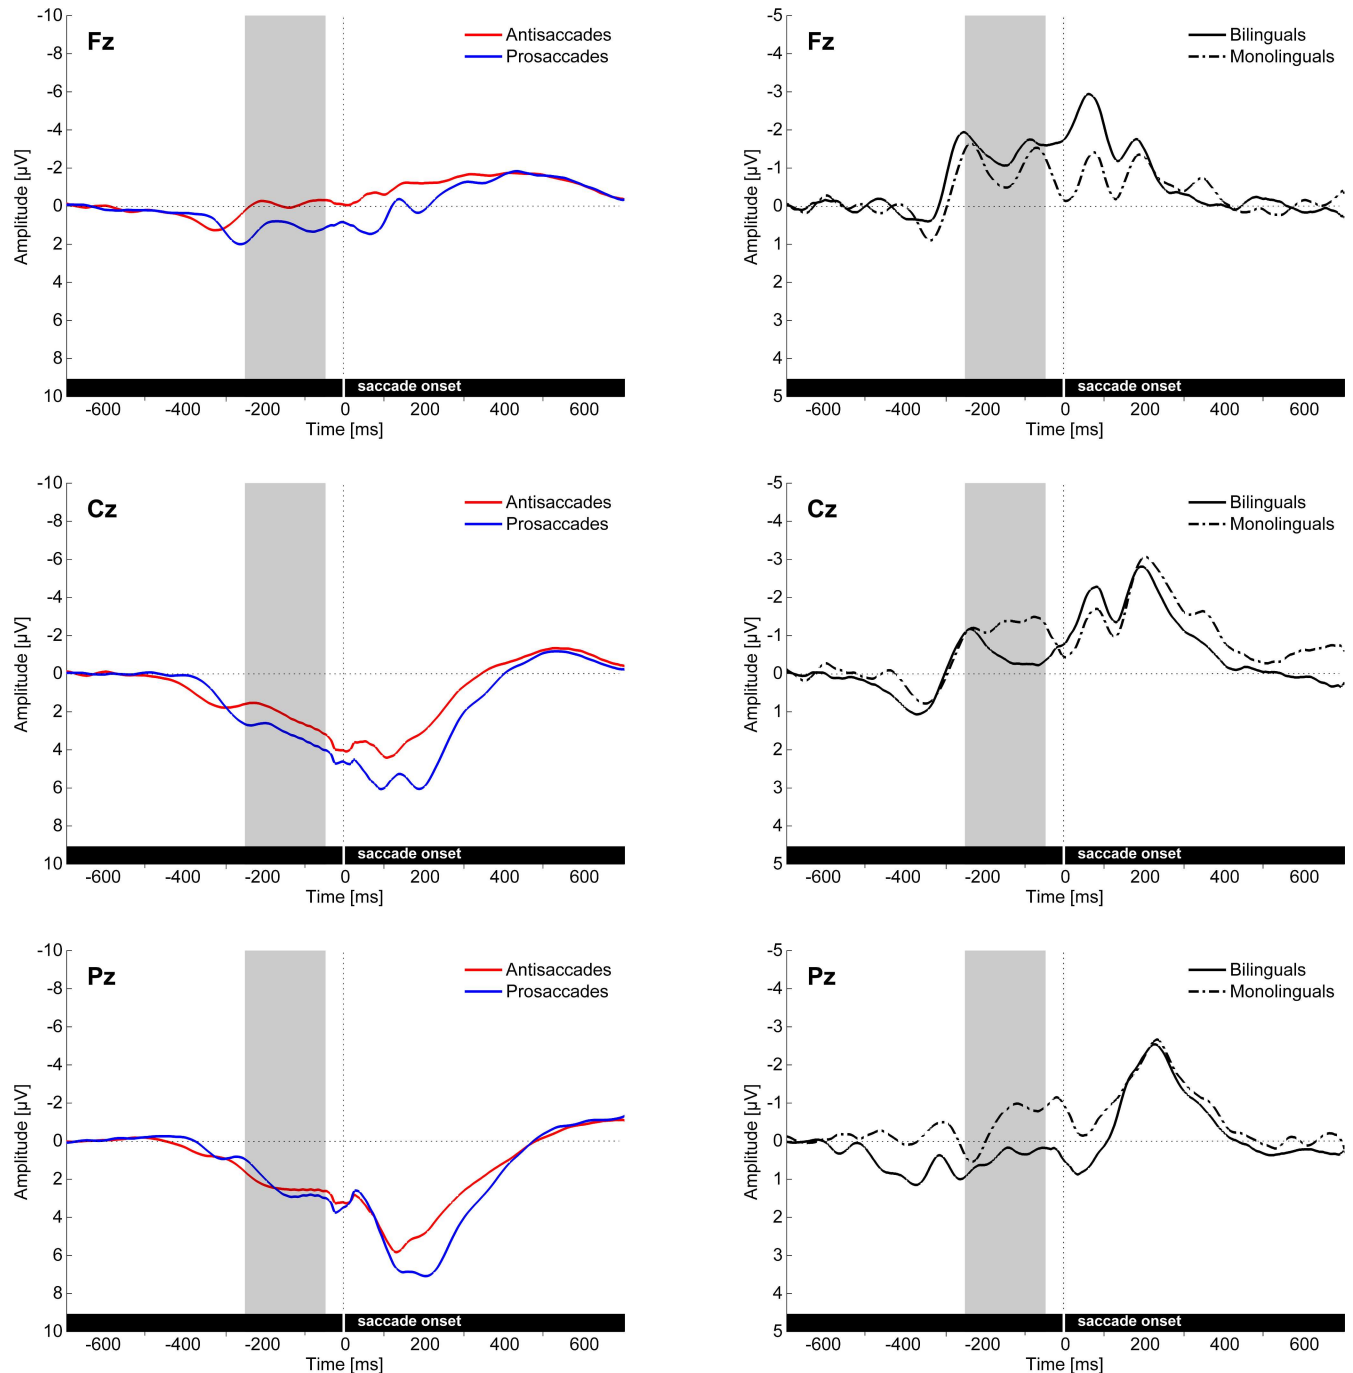 Fz
Antisaccades
Prosaccades
Amplitude [µV]
-10
-8
-6
-4
-2
0
2
4
6
8
10
saccade onset
-600 -400 -200 0 200 400 600
Time [ms]
Fz
Bilinguals
Monolinguals
Amplitude [µV]
-5
-4
-3
-2
-1
0
1
2
3
4
5
saccade onset
-600 -400 -200 0 200 400 600
Time [ms]
Cz
Antisaccades
Prosaccades
Amplitude [µV]
-10
-8
-6
-4
-2
0
2
4
6
8
10
saccade onset
-600 -400 -200 0 200 400 600
Time [ms]
Cz
Bilinguals
Monolinguals
Amplitude [µV]
-5
-4
-3
-2
-1
0
1
2
3
4
5
saccade onset
-600 -400 -200 0 200 400 600
Time [ms]
Pz
Antisaccades
Prosaccades
Amplitude [µV]
-10
-8
-6
-4
-2
0
2
4
6
8
10
saccade onset
-600 -400 -200 0 200 400 600
Time [ms]
Pz
Bilinguals
Monolinguals
Amplitude [µV]
-5
-4
-3
-2
-1
0
1
2
3
4
5
saccade onset
-600 -400 -200 0 200 400 600
Time [ms]